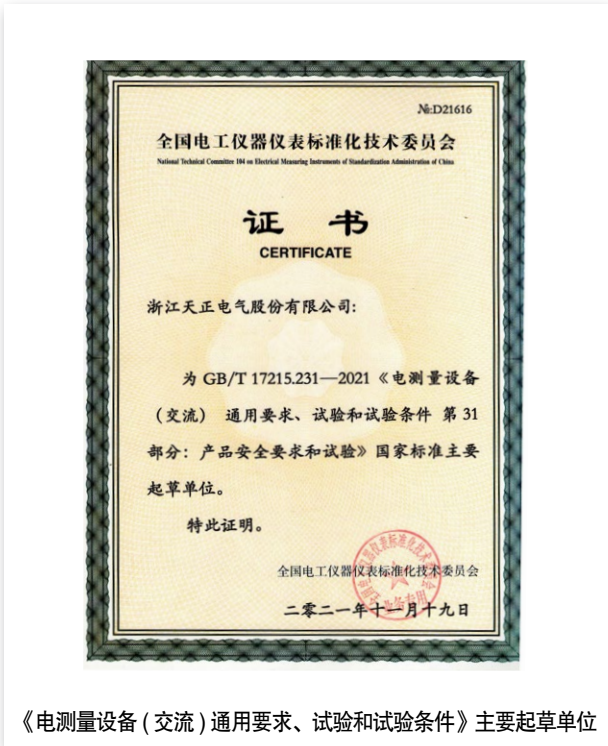 №:D21616
全国电工仪器仪表标准化技术委员会
National Technical Committee 104 on Electrical Measuring Instruments of Standardization Administration of China
证 书
CERTIFICATE
浙江天正电气股份有限公司:
为 GB/T 17215.231—2021《电测量设备
（交流） 通用要求、试验和试验条件 第 31
部分：产品安全要求和试验》国家标准主要
起草单位。
特此证明。
全国电工仪器仪表标准化技术委员会
二零二一年十一月十九日
《电测量设备 ( 交流 ) 通用要求、试验和试验条件》主要起草单位